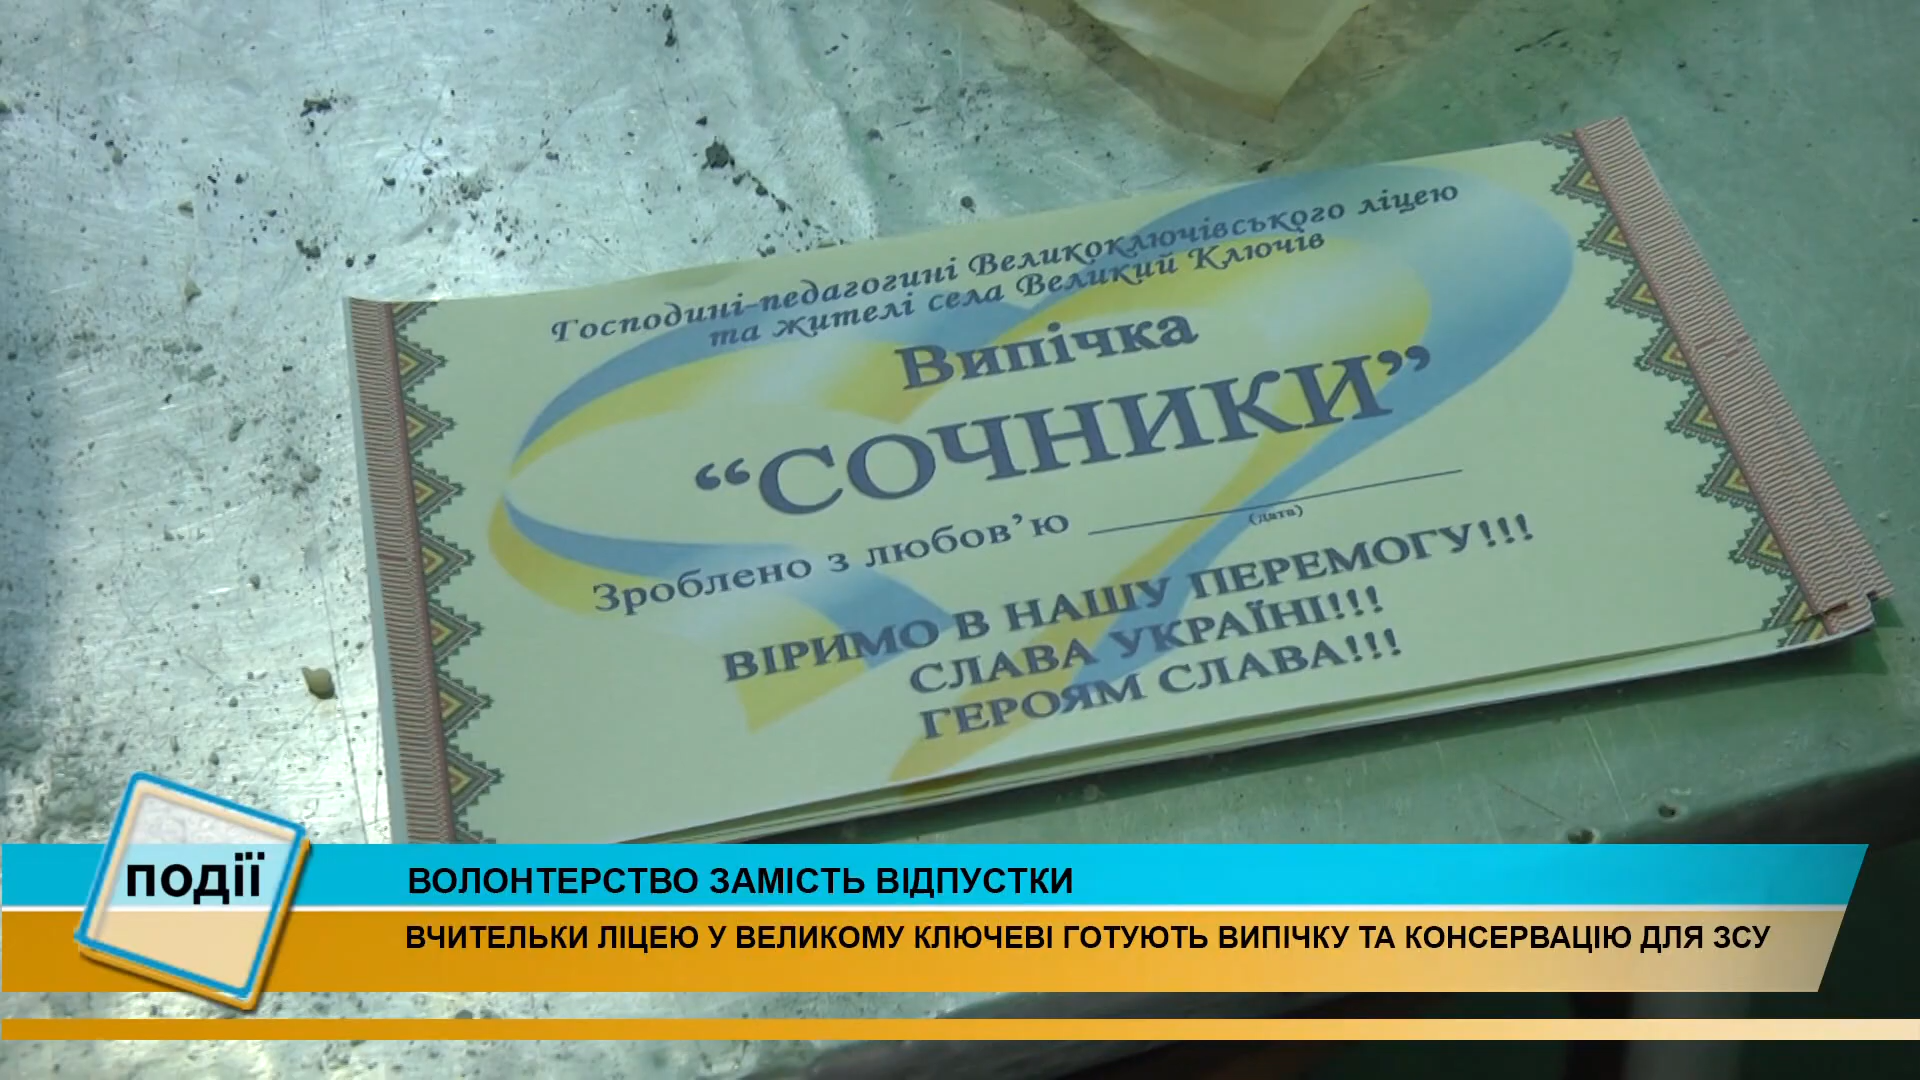 Господині-педагогині Великоключівського ліцею
та жителі села Великий Ключів
Випічка
“СОЧНИКИ”
Зроблено з любов’ю ____________
(дата)
ВІРИМО В НАШУ ПЕРЕМОГУ!!!
СЛАВА УКРАЇНІ!!!
ГЕРОЯМ СЛАВА!!!
події
ВОЛОНТЕРСТВО ЗАМІСТЬ ВІДПУСТКИ
ВЧИТЕЛЬКИ ЛІЦЕЮ У ВЕЛИКОМУ КЛЮЧЕВІ ГОТУЮТЬ ВИПІЧКУ ТА КОНСЕРВАЦІЮ ДЛЯ ЗСУ